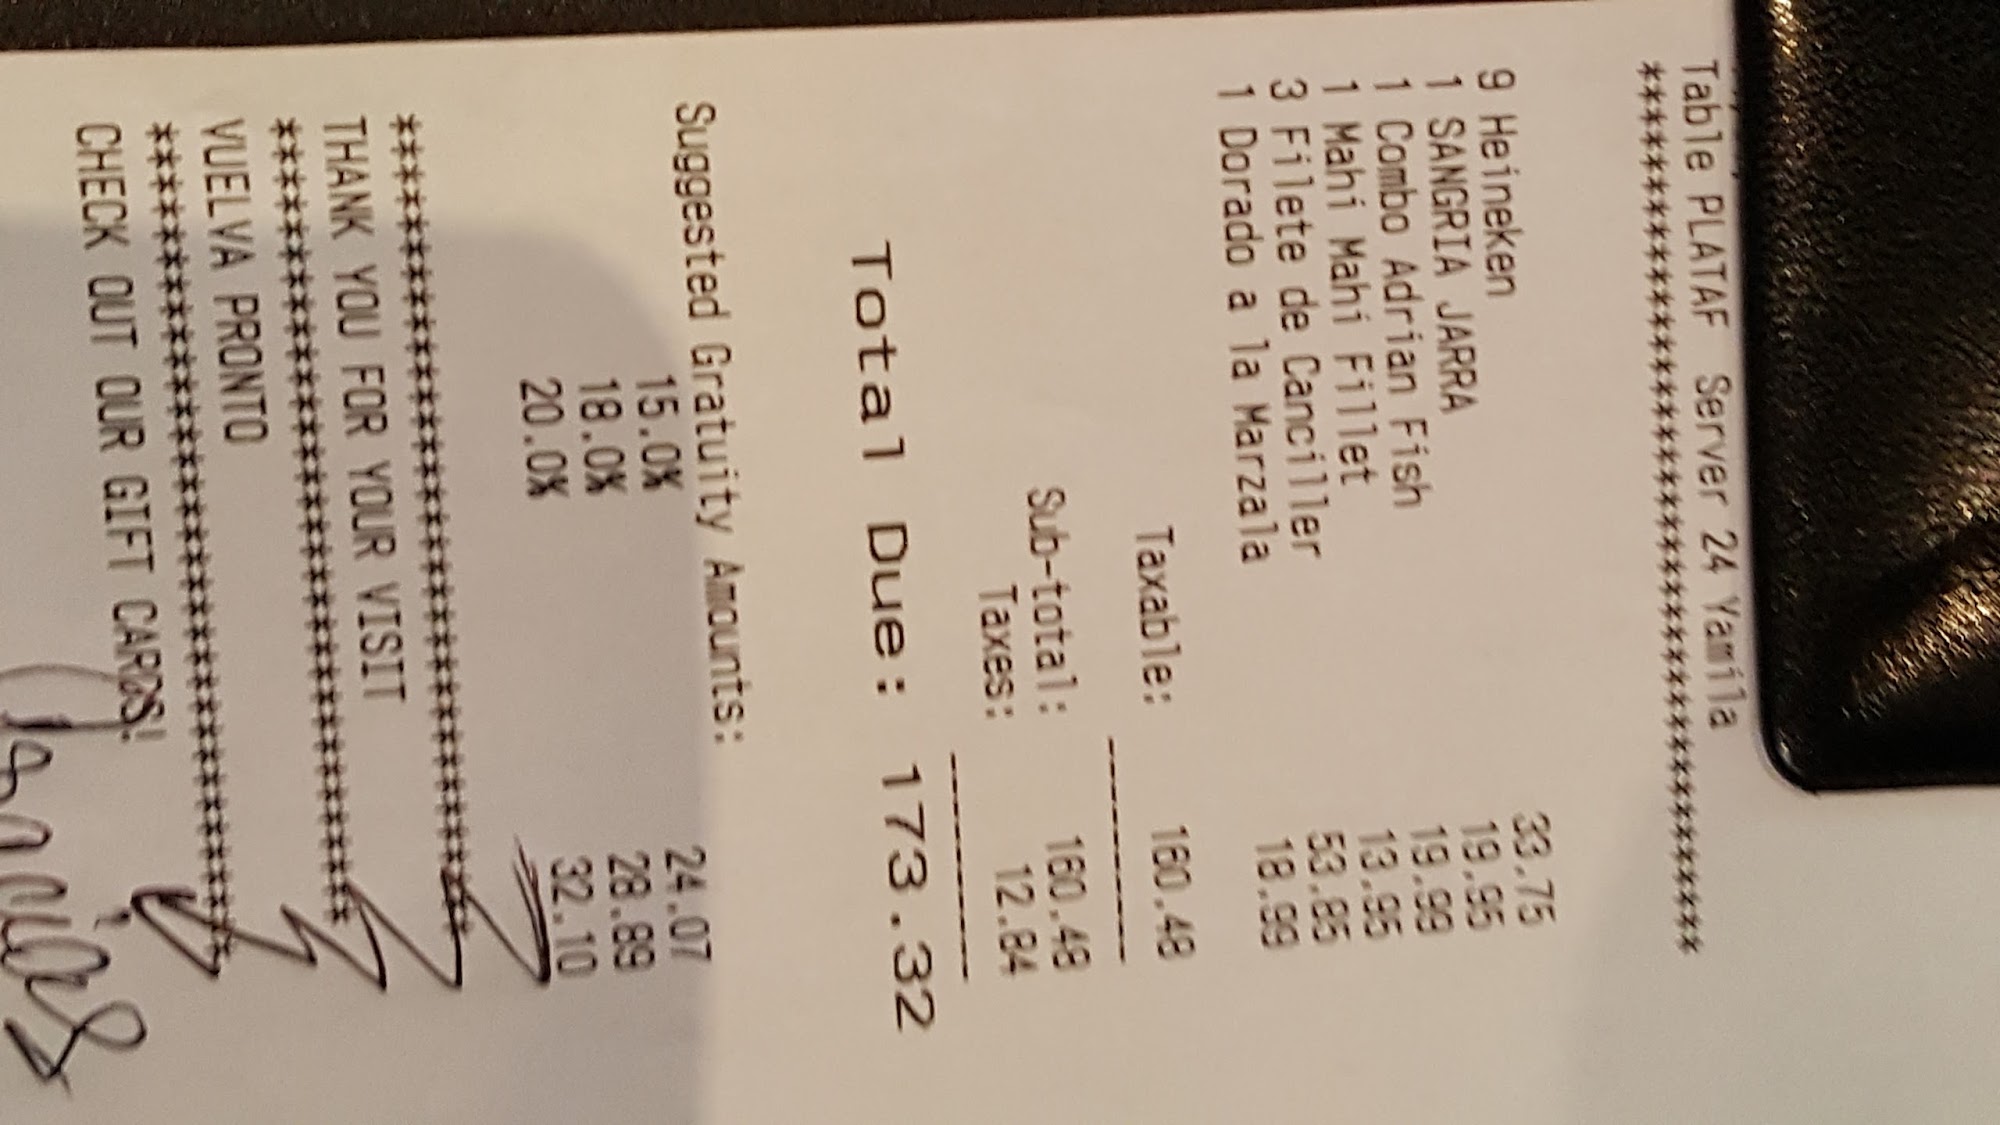 Table PLATAF Server 24 Yamila
****************************************
9 Heineken 33.75
1 SANGRIA JARRA 19.95
1 Combo Adrian Fish 19.99
1 Mahi Mahi Fillet 13.95
3 Filete de Canciller 53.85
1 Dorado a la Marzala 18.99
Taxable: 160.48
Sub-total: 160.48
Taxes: 12.84
Total Due: 173.32
Suggested Gratuity Amounts:
15.0% 24.07
18.0% 28.89
20.0% 32.10
****************************************
THANK YOU FOR YOUR VISIT
****************************************
VUELVA PRONTO
****************************************
CHECK OUT OUR GIFT CARDS!